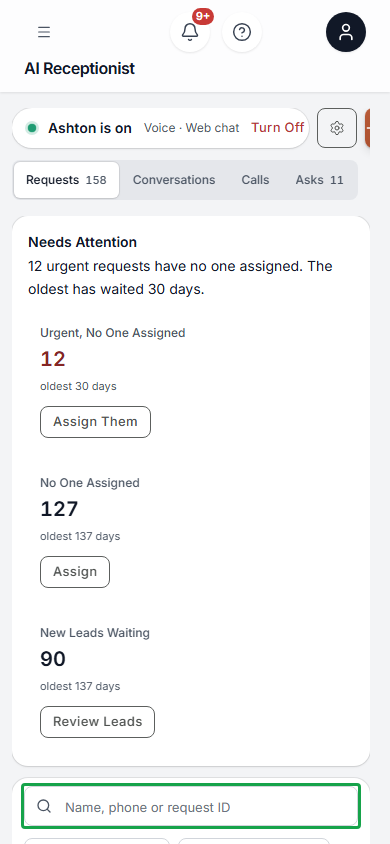 9+
AI Receptionist
Ashton is on Voice · Web chat Turn Off
Requests 158 Conversations Calls Asks 11
Needs Attention
12 urgent requests have no one assigned. The
oldest has waited 30 days.
Urgent, No One Assigned
12
oldest 30 days
Assign Them
No One Assigned
127
oldest 137 days
Assign
New Leads Waiting
90
oldest 137 days
Review Leads
Name, phone or request ID